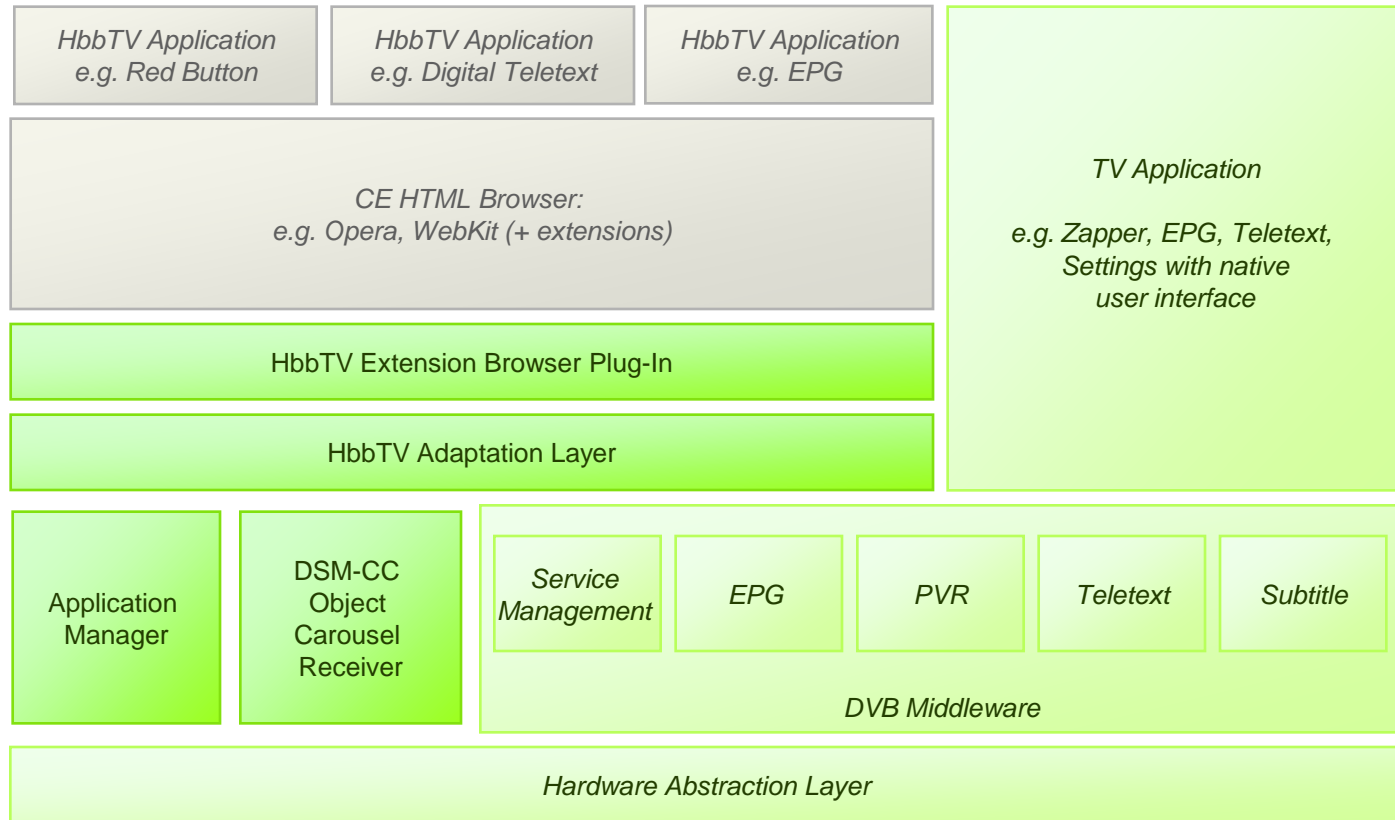 HbbTV Application
e.g. Red Button
HbbTV Application
e.g. Digital Teletext
HbbTV Application
e.g. EPG
TV Application
e.g. Zapper, EPG, Teletext,
Settings with native
user interface
CE HTML Browser:
e.g. Opera, WebKit (+ extensions)
HbbTV Extension Browser Plug-In
HbbTV Adaptation Layer
Application
Manager
DSM-CC
Object
Carousel
Receiver
Service
Management
EPG
PVR
Teletext
Subtitle
DVB Middleware
Hardware Abstraction Layer